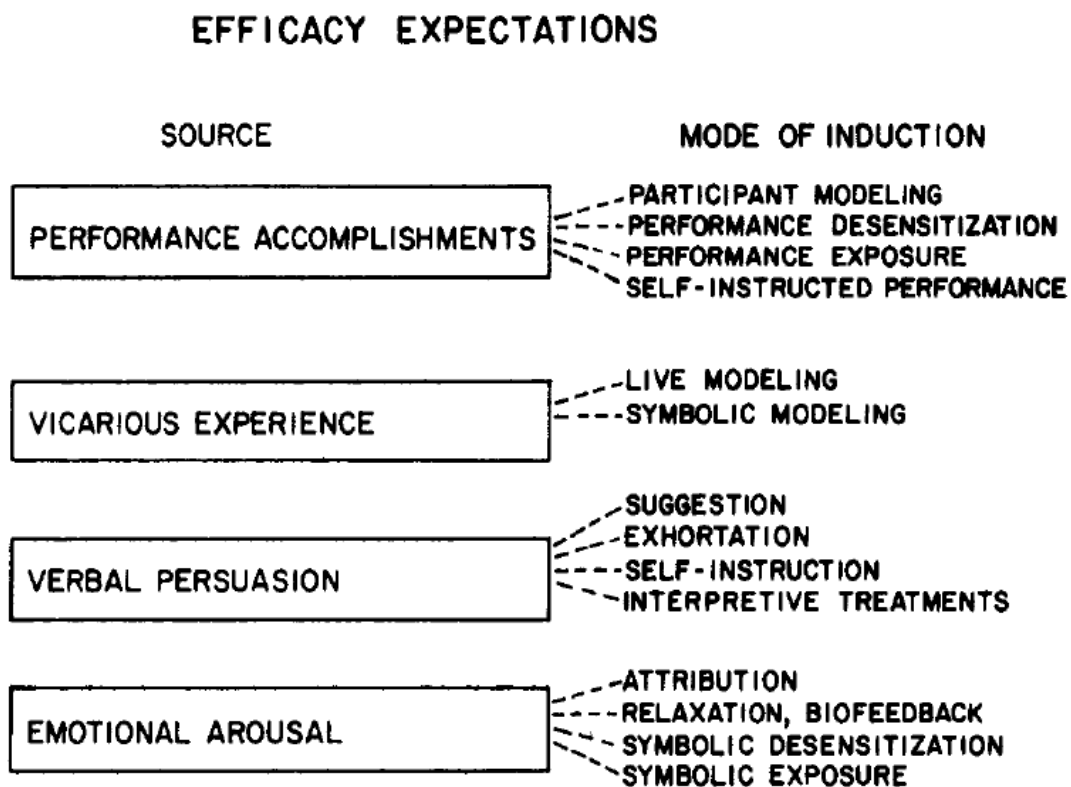 EFFICACY EXPECTATIONS
SOURCE
MODE OF INDUCTION
PERFORMANCE ACCOMPLISHMENTS
PARTICIPANT MODELING
PERFORMANCE DESENSITIZATION
PERFORMANCE EXPOSURE
SELF-INSTRUCTED PERFORMANCE
VICARIOUS EXPERIENCE
LIVE MODELING
SYMBOLIC MODELING
VERBAL PERSUASION
SUGGESTION
EXHORTATION
SELF-INSTRUCTION
INTERPRETIVE TREATMENTS
EMOTIONAL AROUSAL
ATTRIBUTION
RELAXATION, BIOFEEDBACK
SYMBOLIC DESENSITIZATION
SYMBOLIC EXPOSURE